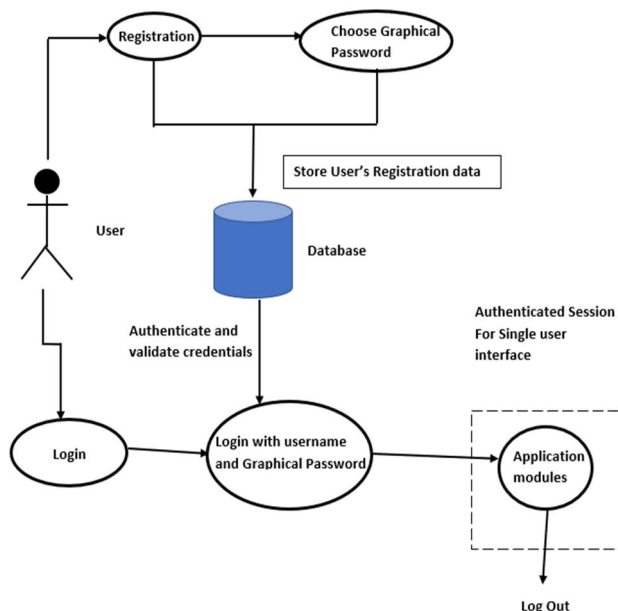 Registration
Choose Graphical
Password
Store User's Registration data
User
Database
Authenticate and
validate credentials
Authenticated Session
For Single user
interface
Login
Login with username
and Graphical Password
Application
modules
Log Out